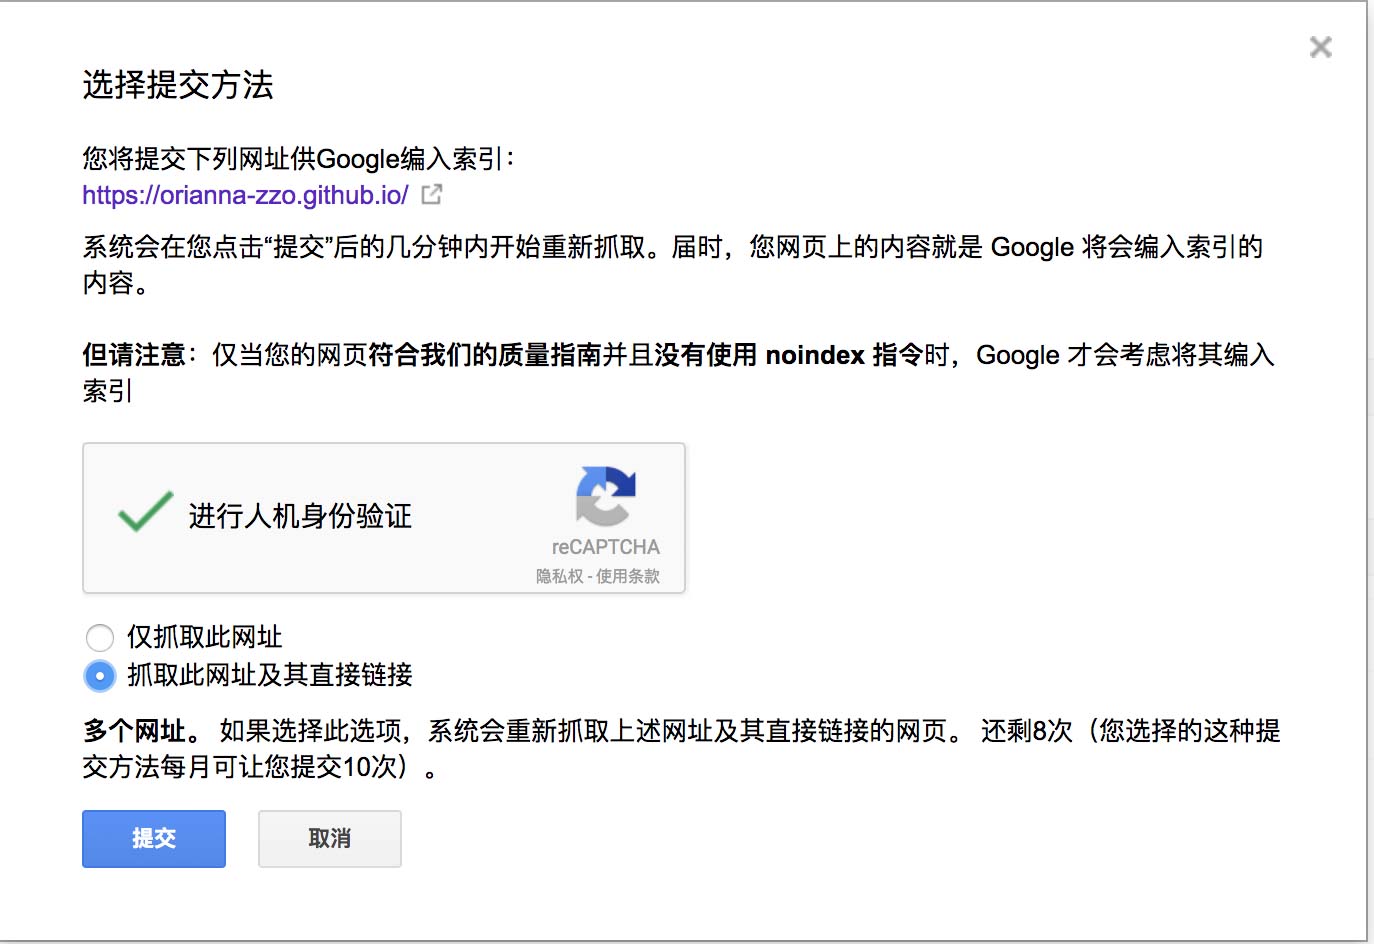 选择提交方法
您将提交下列网址供Google编入索引：
https://orianna-zzo.github.io/
系统会在您点击“提交”后的几分钟内开始重新抓取。届时，您网页上的内容就是 Google 将会编入索引的
内容。
但请注意：仅当您的网页符合我们的质量指南并且没有使用 noindex 指令时，Google 才会考虑将其编入
索引
进行人机身份验证
reCAPTCHA
隐私权 - 使用条款
仅抓取此网址
抓取此网址及其直接链接
多个网址。 如果选择此选项，系统会重新抓取上述网址及其直接链接的网页。 还剩8次（您选择的这种提
交方法每月可让您提交10次）。
提交
取消